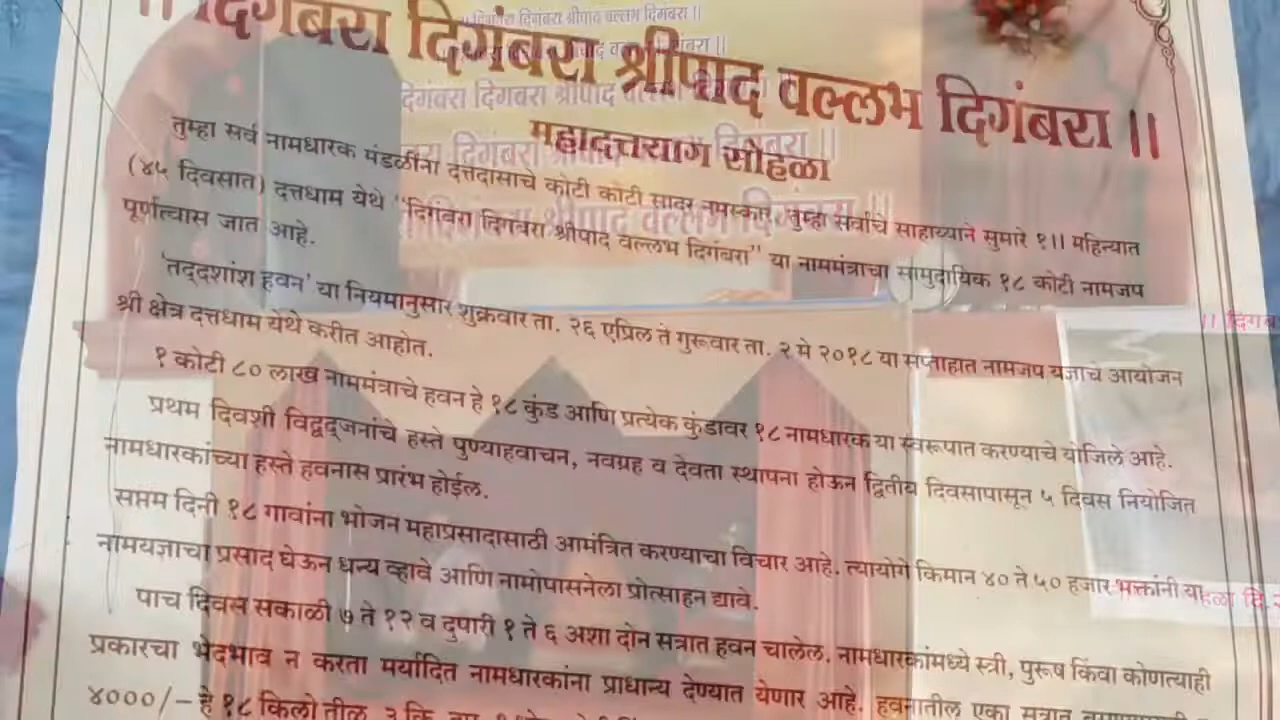 ।। दिगंबरा दिगंबरा श्रीपाद वल्लभ दिगंबरा ।।
महादत्तयाग सोहळा
तुम्हा सर्व नामधारक मंडळींना दत्तदासाचे कोटी कोटी सादर नमस्कार. तुम्हा सर्वांचे साहाय्याने सुमारे १।। महिन्यात
(४५ दिवसात) दत्तधाम येथे "दिगंबरा दिगंबरा श्रीपाद वल्लभ दिगंबरा" या नाममंत्राचा सामुदायिक १८ कोटी नामजप
पूर्णत्वास जात आहे.
'तद्दशांश हवन' या नियमानुसार शुक्रवार ता. २६ एप्रिल ते गुरूवार ता. २ मे २०१८ या सप्ताहात नामजप यज्ञाचे आयोजन
श्री क्षेत्र दत्तधाम येथे करीत आहोत.
१ कोटी ८० लाख नाममंत्राचे हवन हे १८ कुंड आणि प्रत्येक कुंडावर १८ नामधारक या स्वरूपात करण्याचे योजिले आहे.
प्रथम दिवशी विद्वद्जनांचे हस्ते पुण्याहवाचन, नवग्रह व देवता स्थापना होऊन द्वितीय दिवसापासून ५ दिवस नियोजित
नामधारकांच्या हस्ते हवनास प्रारंभ होईल.
सप्तम दिनी १८ गावांना भोजन महाप्रसादासाठी आमंत्रित करण्याचा विचार आहे. त्यायोगे किमान ४० ते ५० हजार भक्तांनी या
नामयज्ञाचा प्रसाद घेऊन धन्य व्हावे आणि नामोपासनेला प्रोत्साहन द्यावे.
पाच दिवस सकाळी ७ ते १२ व दुपारी १ ते ६ अशा दोन सत्रात हवन चालेल. नामधारकांमध्ये स्त्री, पुरूष किंवा कोणत्याही
प्रकारचा भेदभाव न करता मर्यादित नामधारकांना प्राधान्य देण्यात येणार आहे. हवनातील एका सत्रात
४०००/- हे १८ किलो तीळ, ३ कि.